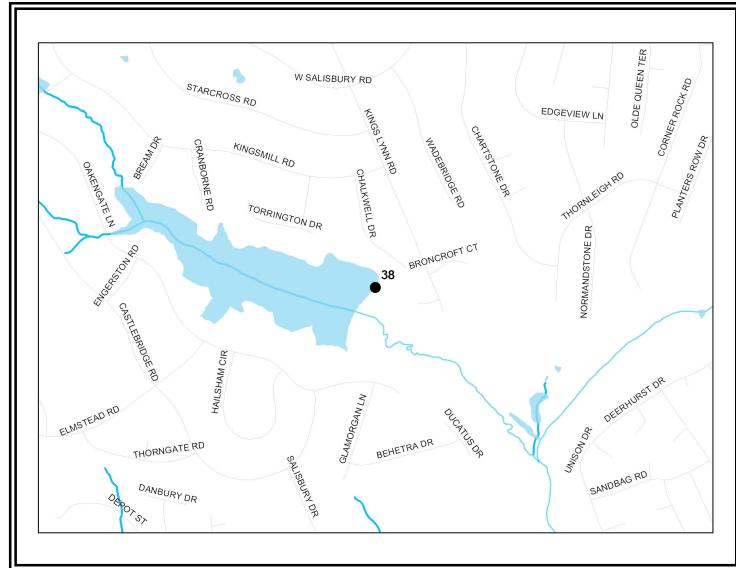 OLDE QUEEN TER
W SALISBURY RD
CORNER ROCK RD
STARCROSS RD
EDGEVIEW LN
KINGS LYNN RD
WADEBRIDGE RD
CHARTSTONE DR
PLANTERS ROW DR
BREAM DR
CRANBORNE RD
KINGSMILL RD
OAKENGATE LN
CHALKWELL DR
THORNLEIGH RD
TORRINGTON DR
NORMANDSTONE DR
BRONCROFT CT
ENGERSTON RD
38
CASTLEBRIDGE RD
HAILSHAM CIR
DEERHURST DR
ELMSTEAD RD
GLAMORGAN LN
DUCATUS DR
THORNGATE RD
BEHETRA DR
UNISON DR
SALISBURY DR
SANDBAG RD
DANBURY DR
DEPOT ST